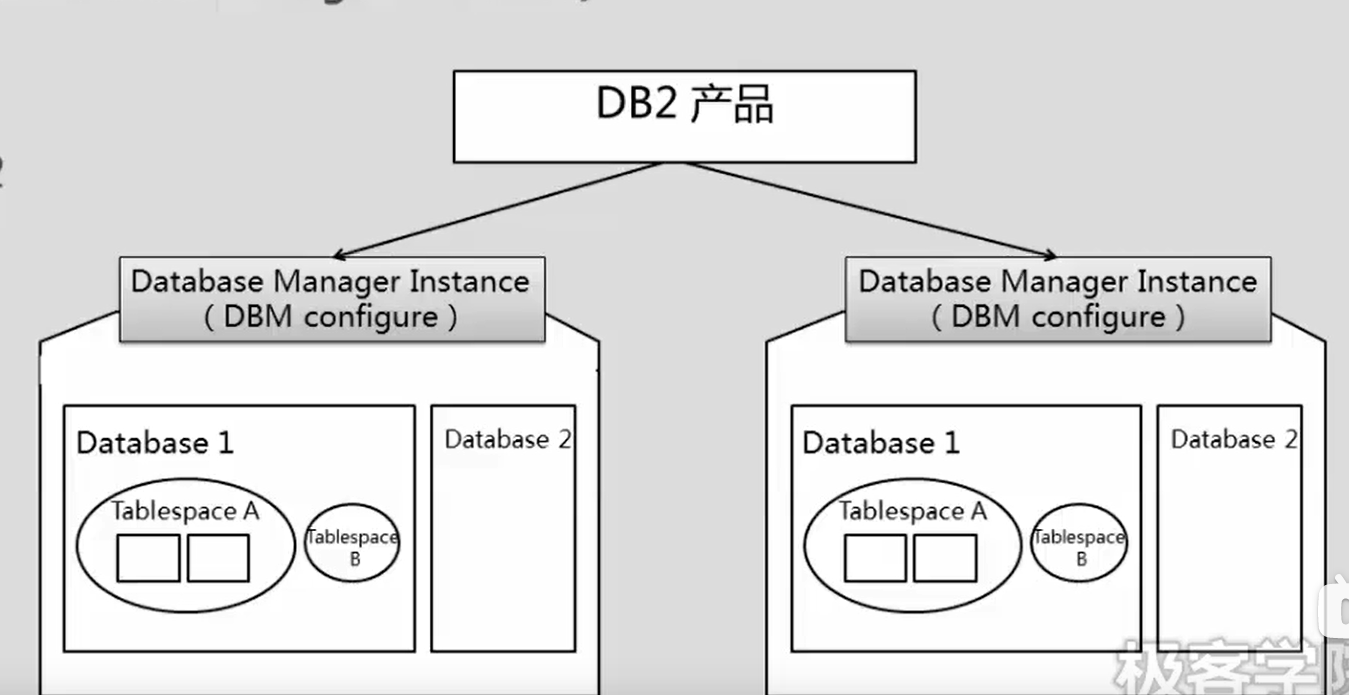 DB2 产品
Database Manager Instance
（DBM configure）
Database Manager Instance
（DBM configure）
Database 1
Database 2
Tablespace A
Tablespace
B
Database 1
Database 2
Tablespace A
Tablespace
B
极客学院